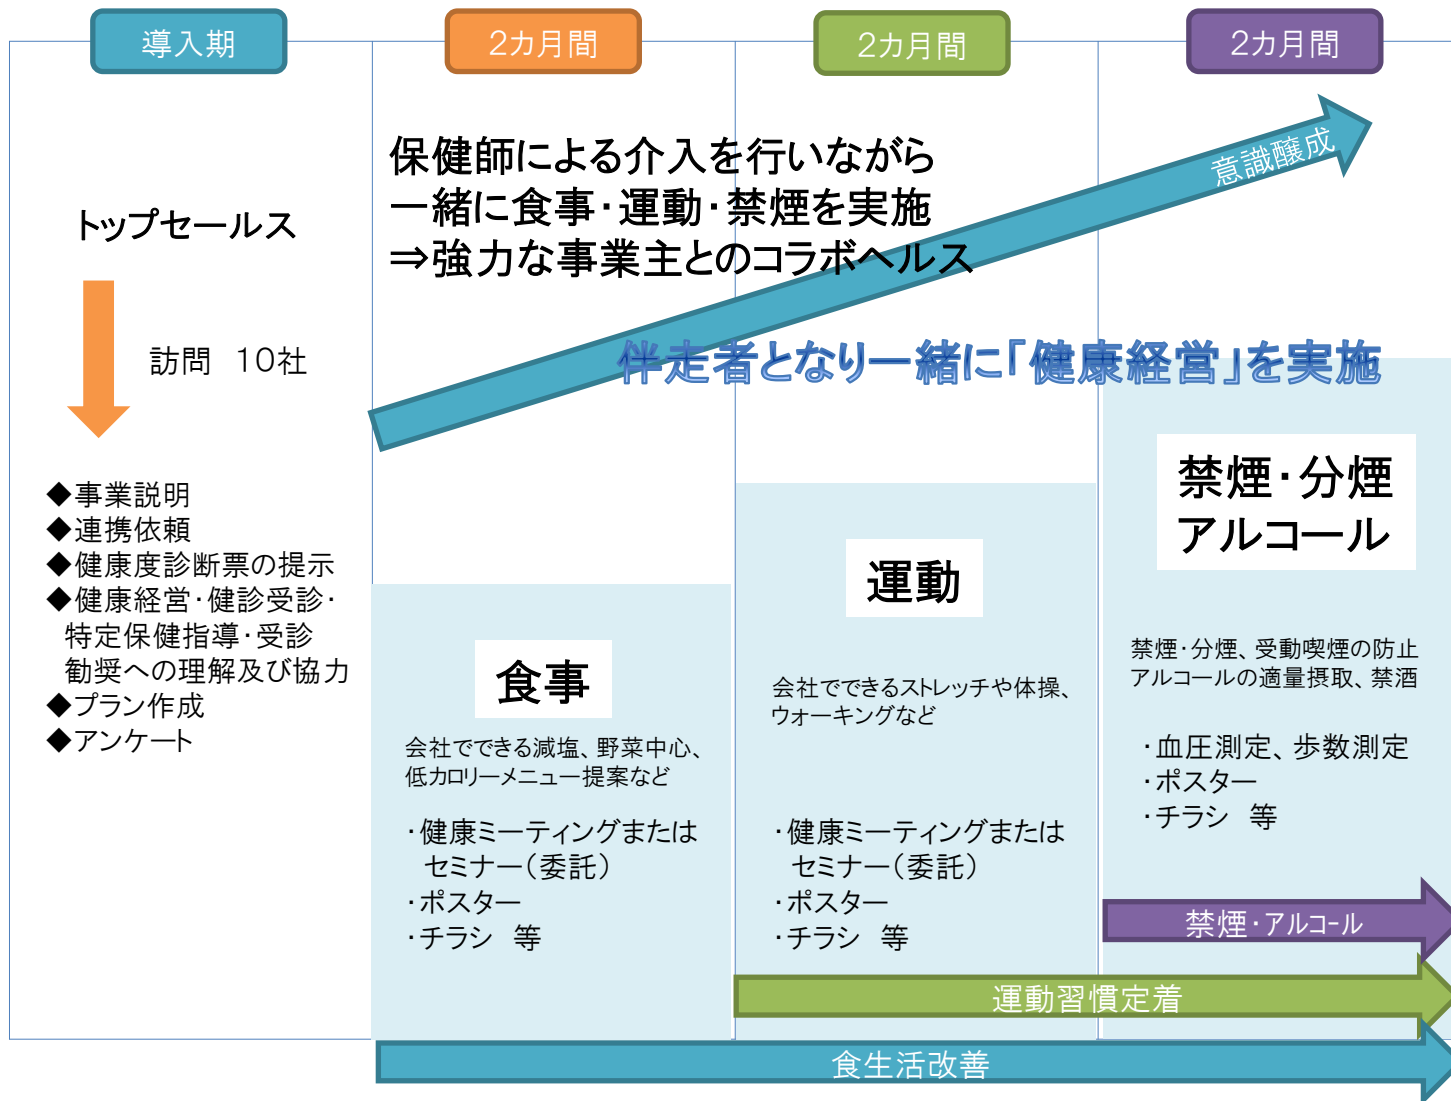 導入期
2カ月間
2カ月間
2カ月間
トップセールス
訪問　10社
◆事業説明
◆連携依頼
◆健康度診断票の提示
◆健康経営・健診受診・
特定保健指導・受診
勧奨への理解及び協力
◆プラン作成
◆アンケート
保健師による介入を行いながら
一緒に食事・運動・禁煙を実施
⇒強力な事業主とのコラボヘルス
意識醸成
伴走者となり一緒に「健康経営」を実施
食事
会社でできる減塩、野菜中心、
低カロリーメニュー提案など
・健康ミーティングまたは
セミナー（委託）
・ポスター
・チラシ　等
運動
会社でできるストレッチや体操、
ウォーキングなど
・健康ミーティングまたは
セミナー（委託）
・ポスター
・チラシ　等
禁煙・分煙
アルコール
禁煙・分煙、受動喫煙の防止
アルコールの適量摂取、禁酒
・血圧測定、歩数測定
・ポスター
・チラシ　等
禁煙・アルコール
運動習慣定着
食生活改善